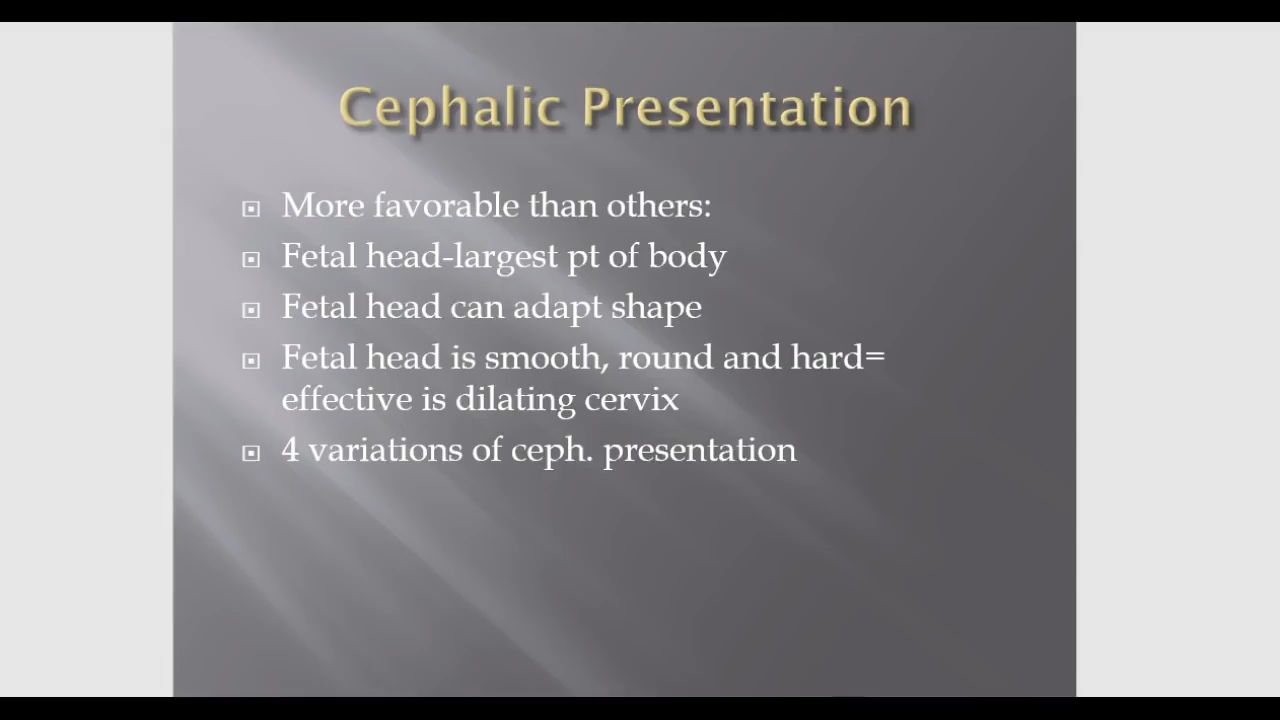 Cephalic Presentation
More favorable than others:
Fetal head-largest pt of body
Fetal head can adapt shape
Fetal head is smooth, round and hard=
effective is dilating cervix
4 variations of ceph. presentation